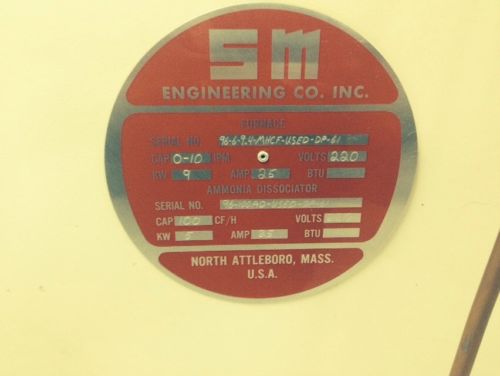 SM
ENGINEERING CO. INC.
FURNACE
SERIAL NO. 96-6-9.4-MHCF-USED-DP-61
CAP 0-10 IPM VOLTS 220
KW 9 AMP 25 BTU
AMMONIA DISSOCIATOR
SERIAL NO.
CAP 100 CF/H VOLTS
KW 5 AMP 25 BTU
NORTH ATTLEBORO, MASS.
U.S.A.